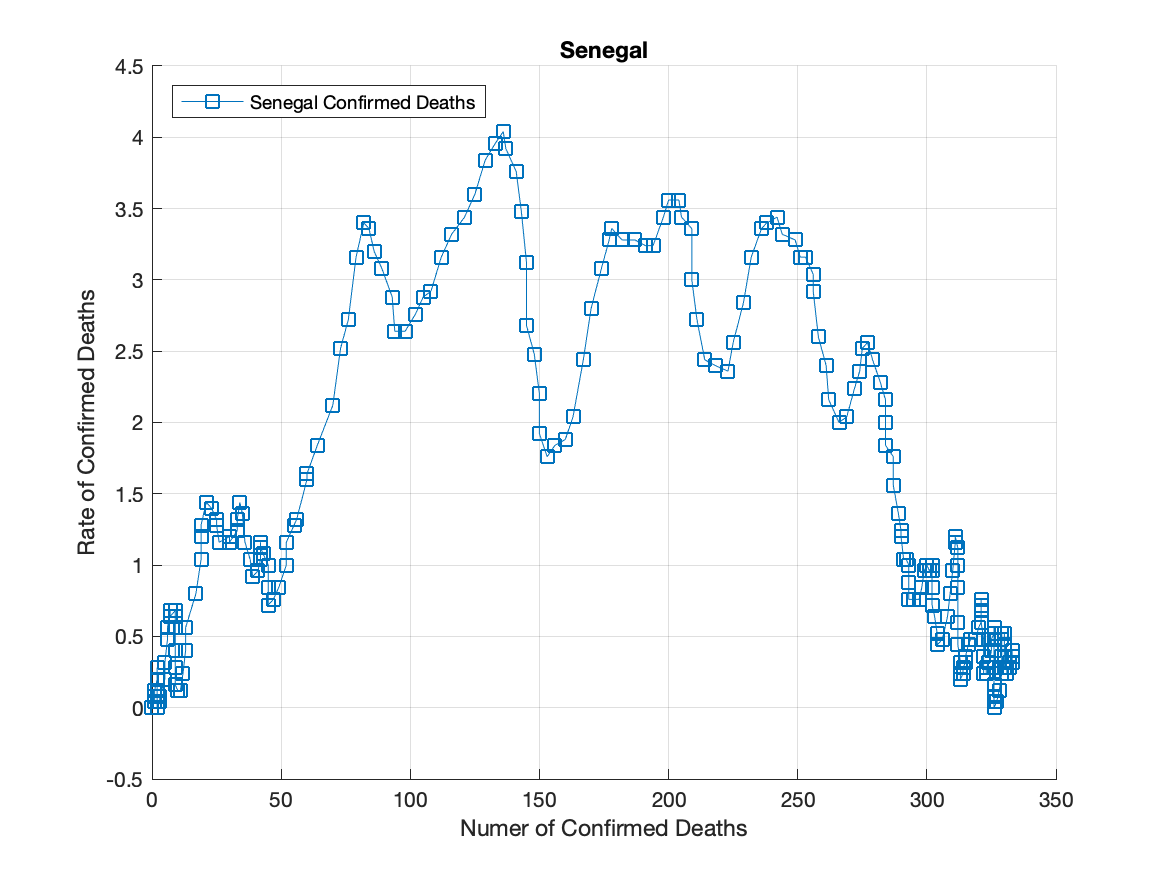 Senegal
Senegal Confirmed Deaths
Rate of Confirmed Deaths
4.5
4
3.5
3
2.5
2
1.5
1
0.5
0
-0.5
0 50 100 150 200 250 300 350
Numer of Confirmed Deaths